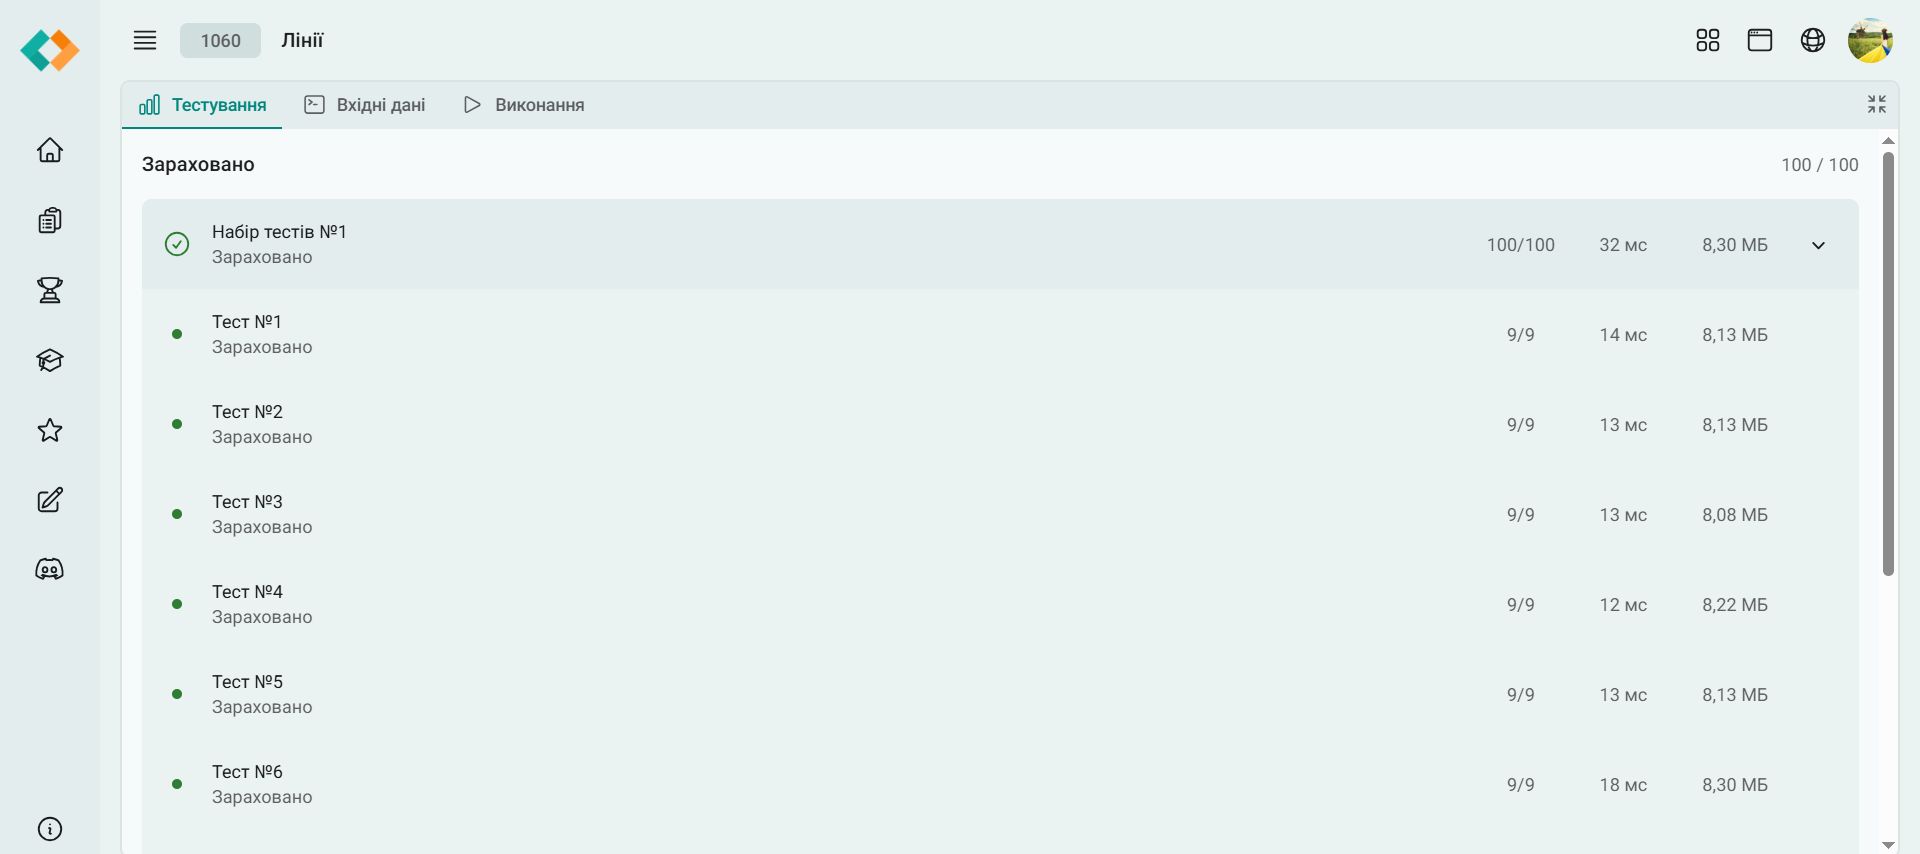 1060 Лінії
Тестування Вхідні дані Виконання
Зараховано 100 / 100
Набір тестів №1
Зараховано
100/100 32 мс 8,30 МБ
Тест №1
Зараховано
9/9 14 мс 8,13 МБ
Тест №2
Зараховано
9/9 13 мс 8,13 МБ
Тест №3
Зараховано
9/9 13 мс 8,08 МБ
Тест №4
Зараховано
9/9 12 мс 8,22 МБ
Тест №5
Зараховано
9/9 13 мс 8,13 МБ
Тест №6
Зараховано
9/9 18 мс 8,30 МБ